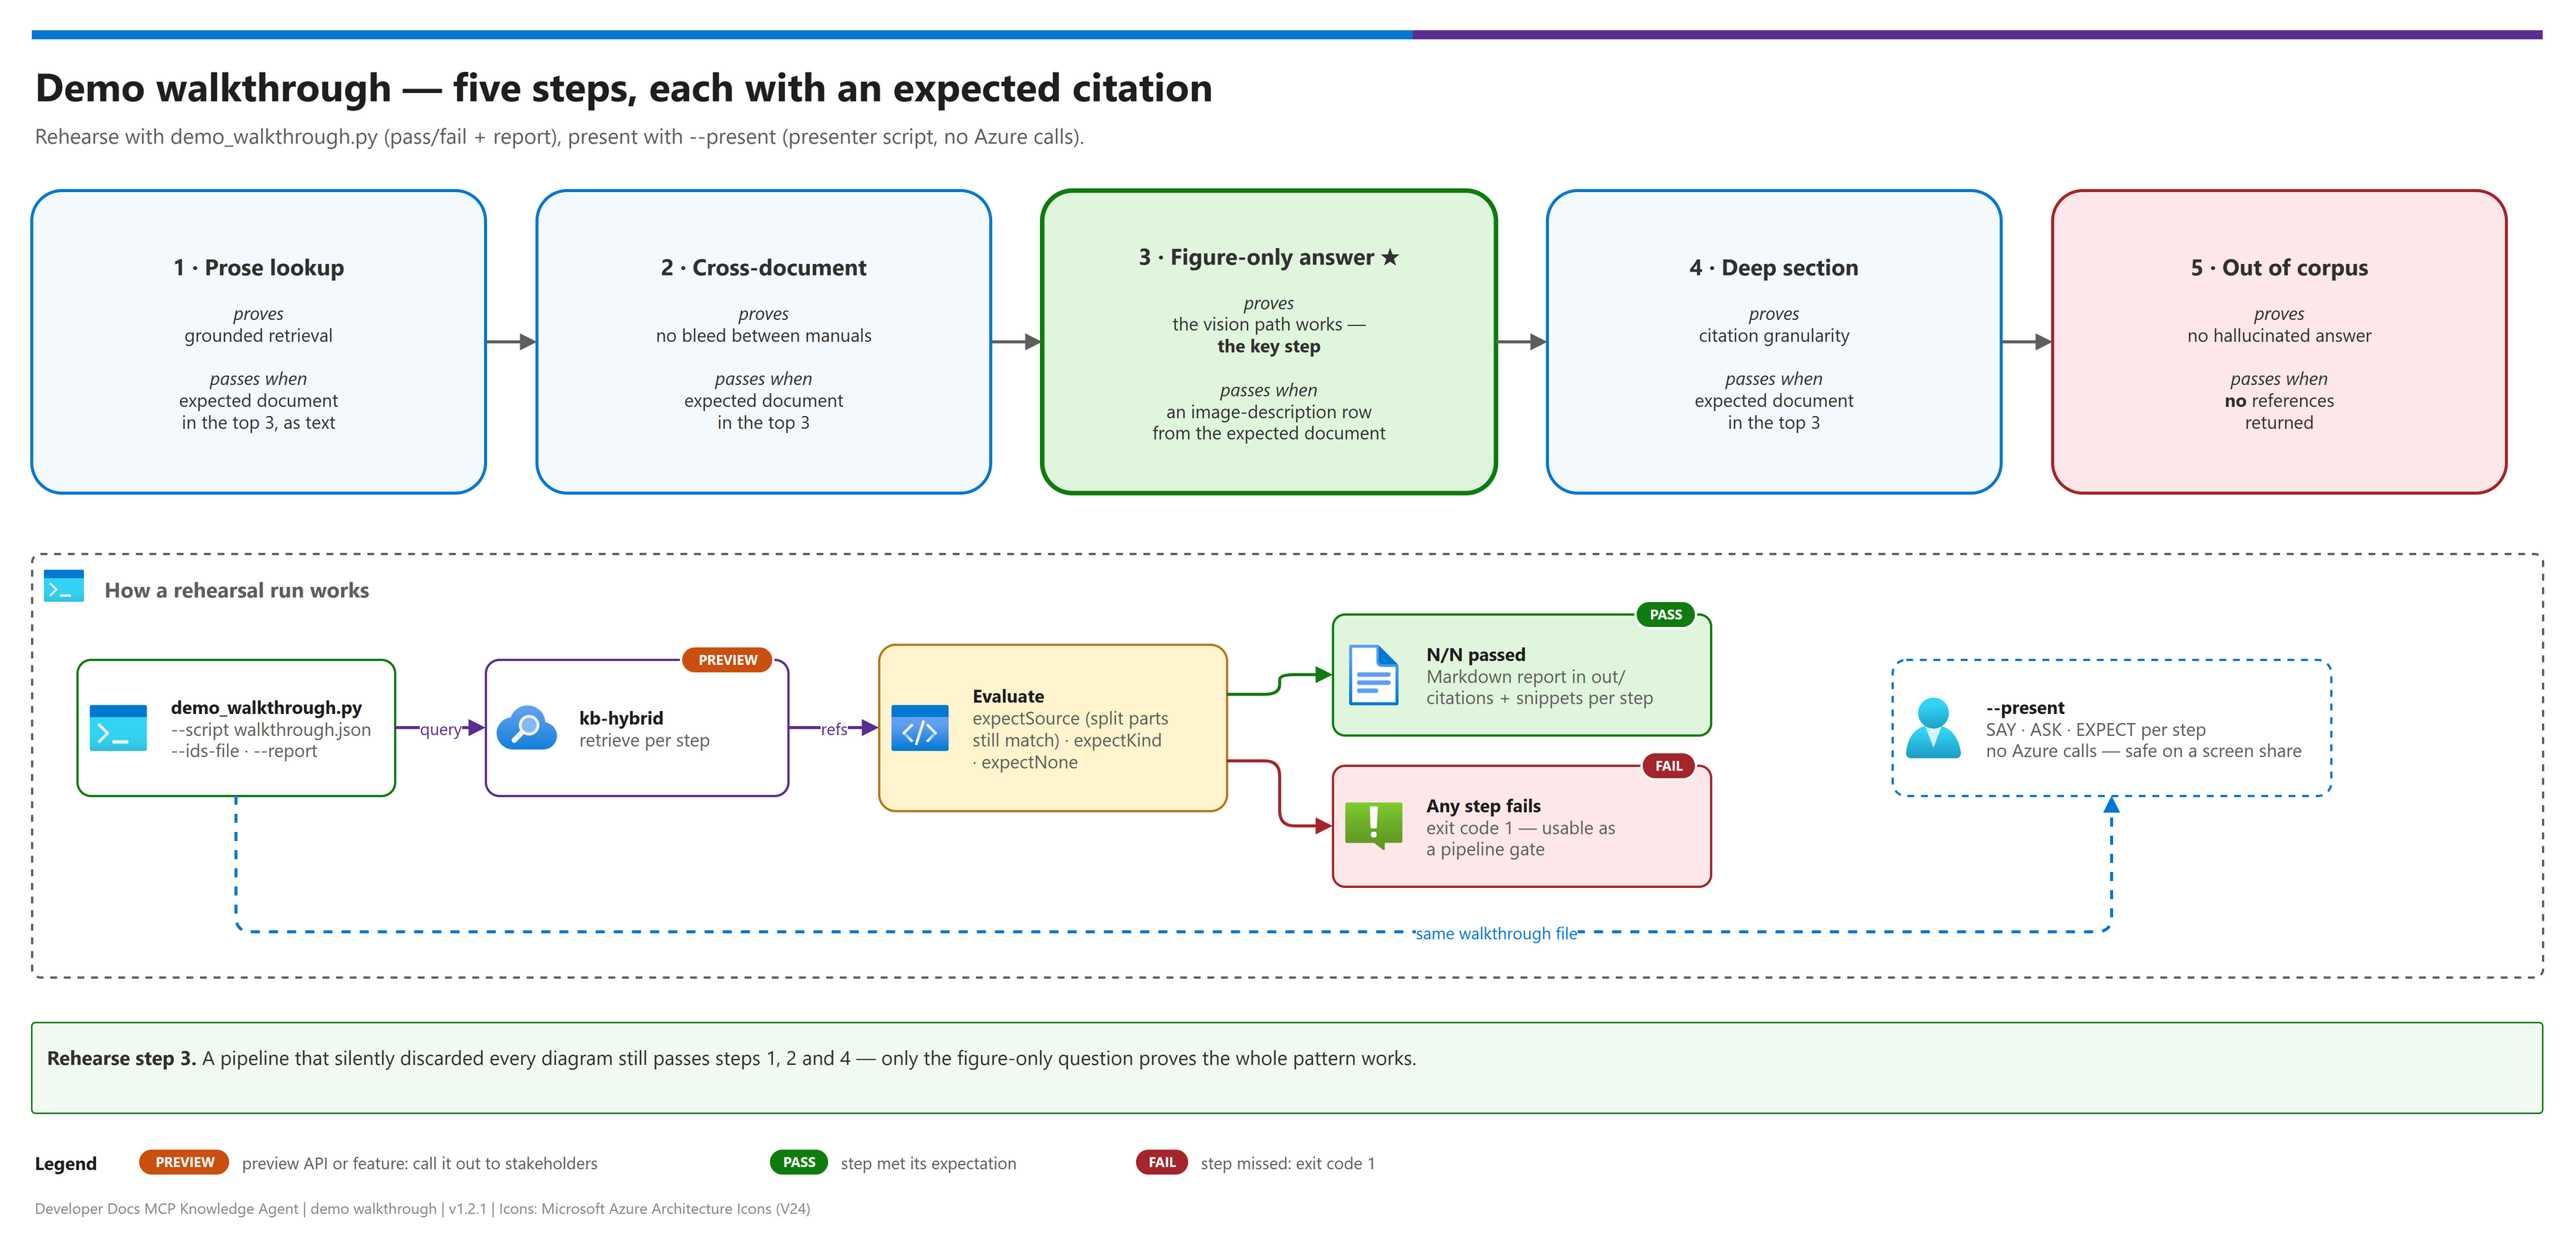 Demo walkthrough — five steps, each with an expected citation
Rehearse with demo_walkthrough.py (pass/fail + report), present with --present (presenter script, no Azure calls).
1 · Prose lookup
proves
grounded retrieval
passes when
expected document
in the top 3, as text
2 · Cross-document
proves
no bleed between manuals
passes when
expected document
in the top 3
3 · Figure-only answer ★
proves
the vision path works —
the key step
passes when
an image-description row
from the expected document
4 · Deep section
proves
citation granularity
passes when
expected document
in the top 3
5 · Out of corpus
proves
no hallucinated answer
passes when
no references
returned
How a rehearsal run works
demo_walkthrough.py
--script walkthrough.json
--ids-file · --report
query
PREVIEW
kb-hybrid
retrieve per step
refs
Evaluate
expectSource (split parts
still match) · expectKind
· expectNone
PASS
N/N passed
Markdown report in out/
citations + snippets per step
FAIL
Any step fails
exit code 1 — usable as
a pipeline gate
--present
SAY · ASK · EXPECT per step
no Azure calls — safe on a screen share
same walkthrough file
Rehearse step 3. A pipeline that silently discarded every diagram still passes steps 1, 2 and 4 — only the figure-only question proves the whole pattern works.
Legend
PREVIEW preview API or feature: call it out to stakeholders
PASS step met its expectation
FAIL step missed: exit code 1
Developer Docs MCP Knowledge Agent | demo walkthrough | v1.2.1 | Icons: Microsoft Azure Architecture Icons (V24)